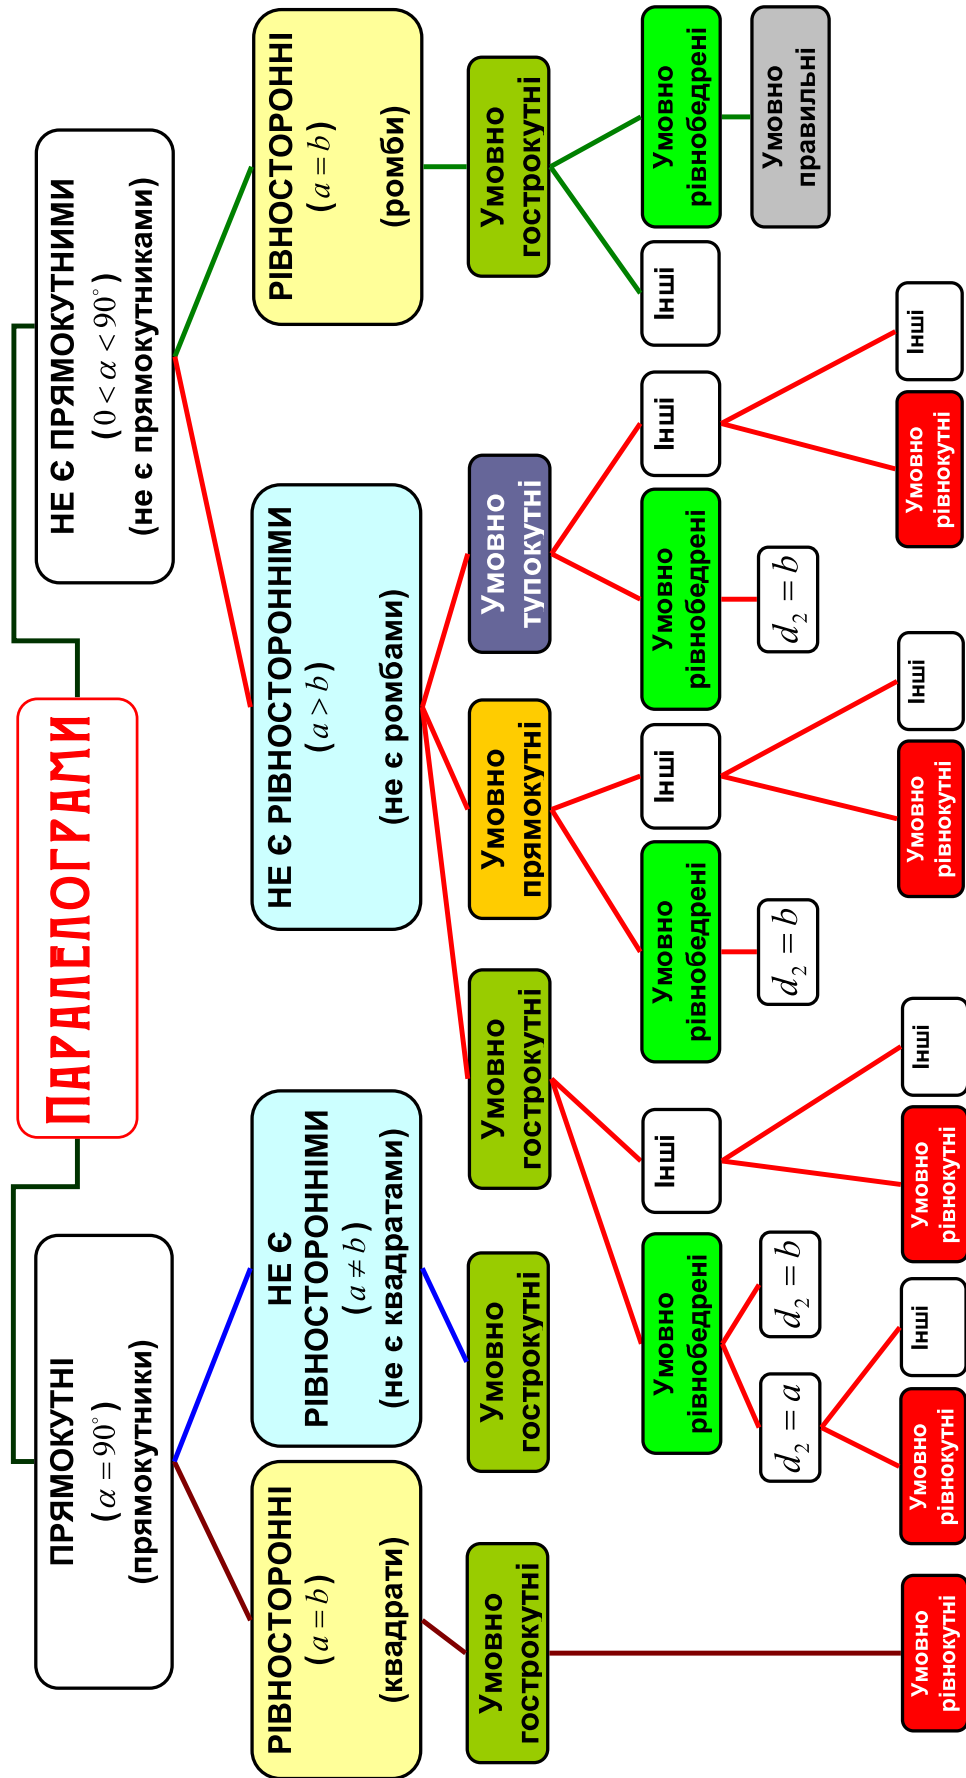 ПАРАЛЕЛОГРАМИ
ПРЯМОКУТНІ
(α = 90°)
(прямокутники)
НЕ Є ПРЯМОКУТНИМИ
(0 < α < 90°)
(не є прямокутниками)
РІВНОСТОРОННІ
(a = b)
(квадрати)
НЕ Є
РІВНОСТОРОННІМИ
(a ≠ b)
(не є квадратами)
НЕ Є РІВНОСТОРОННІМИ
(a > b)
(не є ромбами)
РІВНОСТОРОННІ
(a = b)
(ромби)
Умовно
гострокутні
Умовно
гострокутні
Умовно
гострокутні
Умовно
прямокутні
Умовно
тупокутні
Умовно
гострокутні
Умовно
рівнобедрені
Інші
Умовно
рівнобедрені
Інші
Умовно
рівнобедрені
Інші
Інші
Умовно
рівнобедрені
d₂ = a
d₂ = b
d₂ = b
d₂ = b
Умовно
правильні
Умовно
рівнокутні
Умовно
рівнокутні
Інші
Умовно
рівнокутні
Інші
Умовно
рівнокутні
Інші
Умовно
рівнокутні
Інші